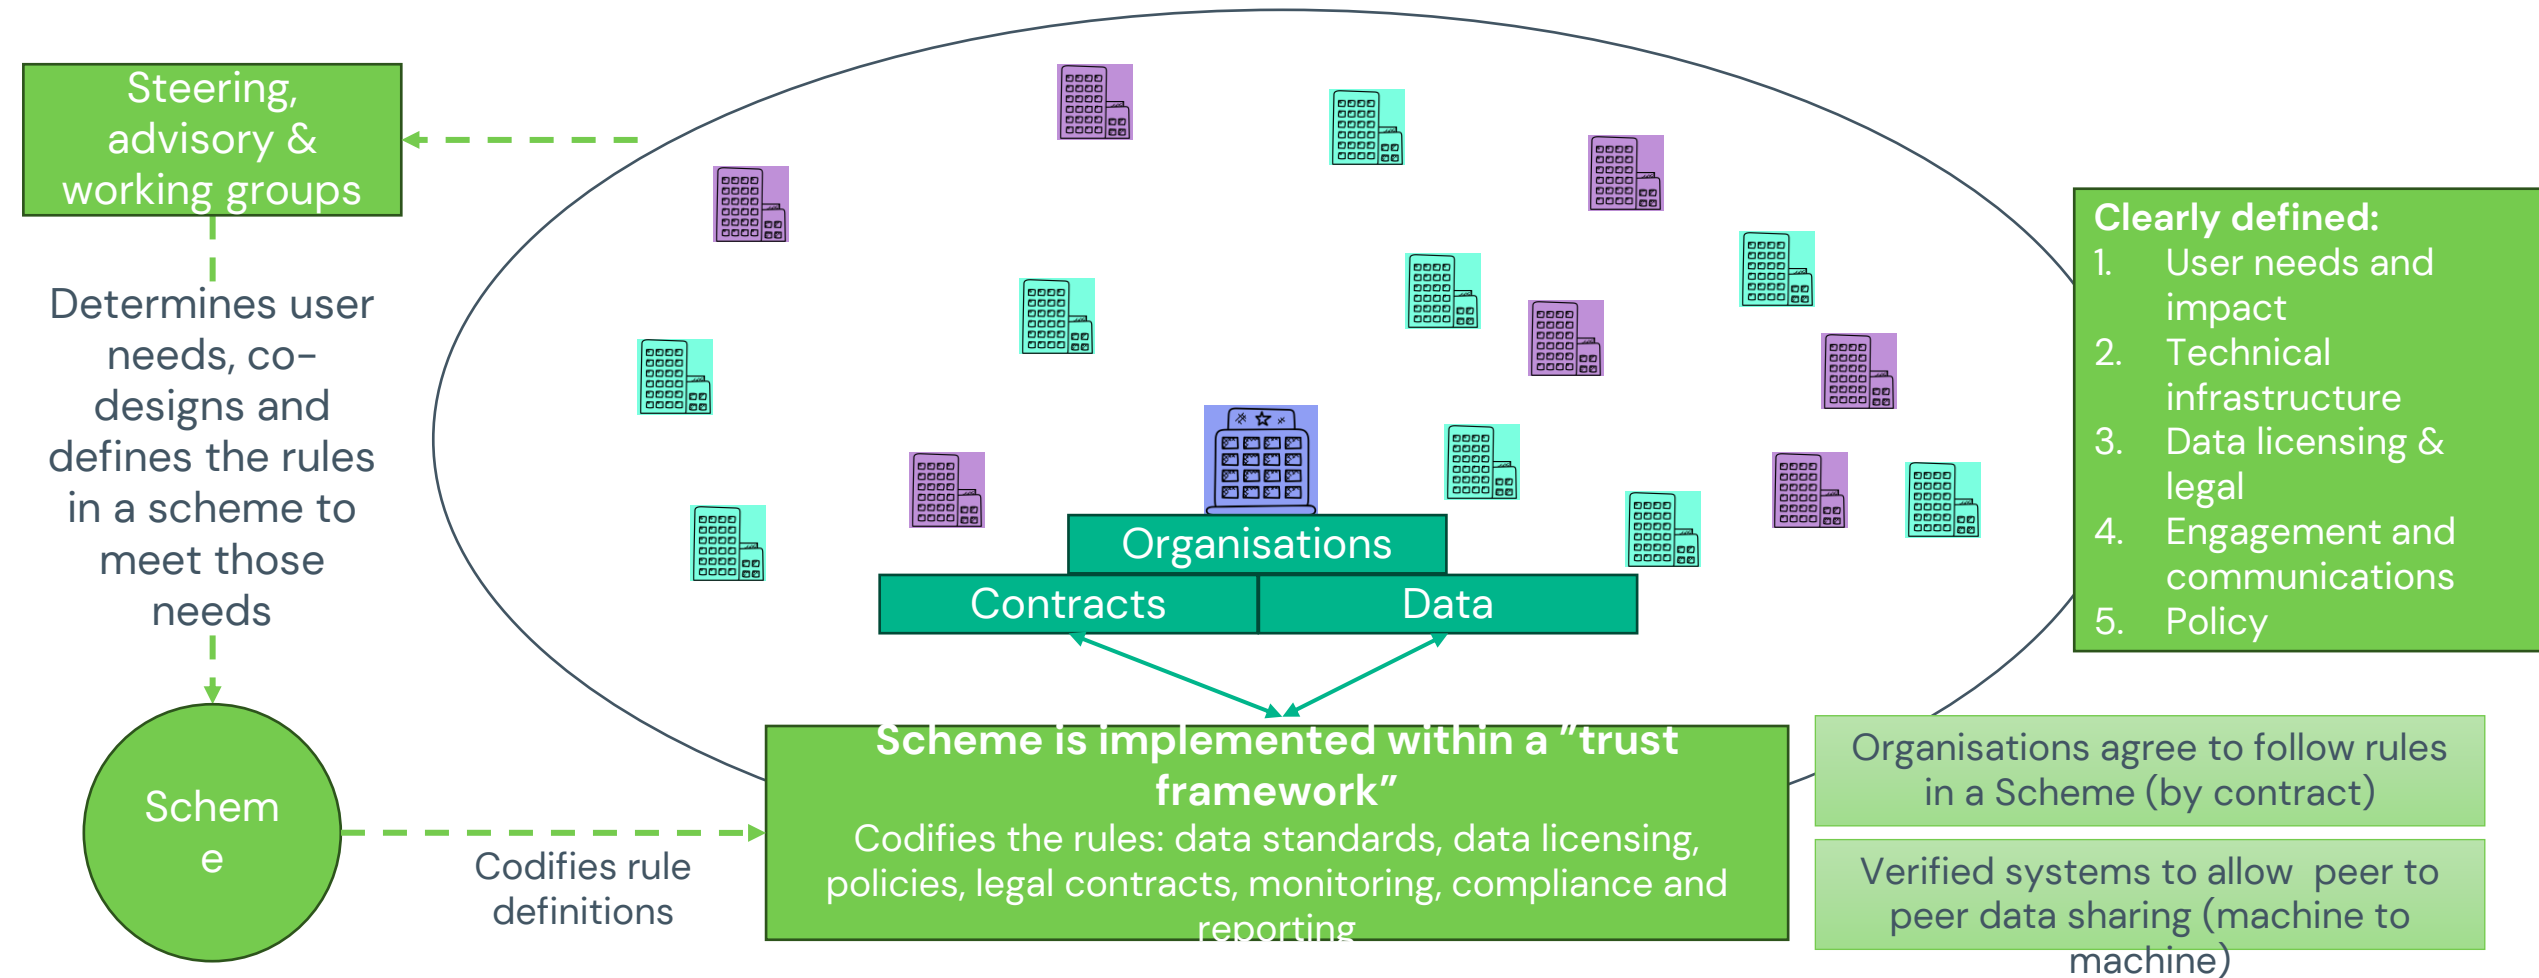 Steering,
advisory &
working groups
Determines user
needs, co-
designs and
defines the rules
in a scheme to
meet those
needs
Schem
e
Codifies rule
definitions
Organisations
Contracts
Data
Scheme is implemented within a "trust
framework"
Codifies the rules: data standards, data licensing,
policies, legal contracts, monitoring, compliance and
reporting
Clearly defined:
1. User needs and
impact
2. Technical
infrastructure
3. Data licensing &
legal
4. Engagement and
communications
5. Policy
Organisations agree to follow rules
in a Scheme (by contract)
Verified systems to allow  peer to
peer data sharing (machine to
machine)